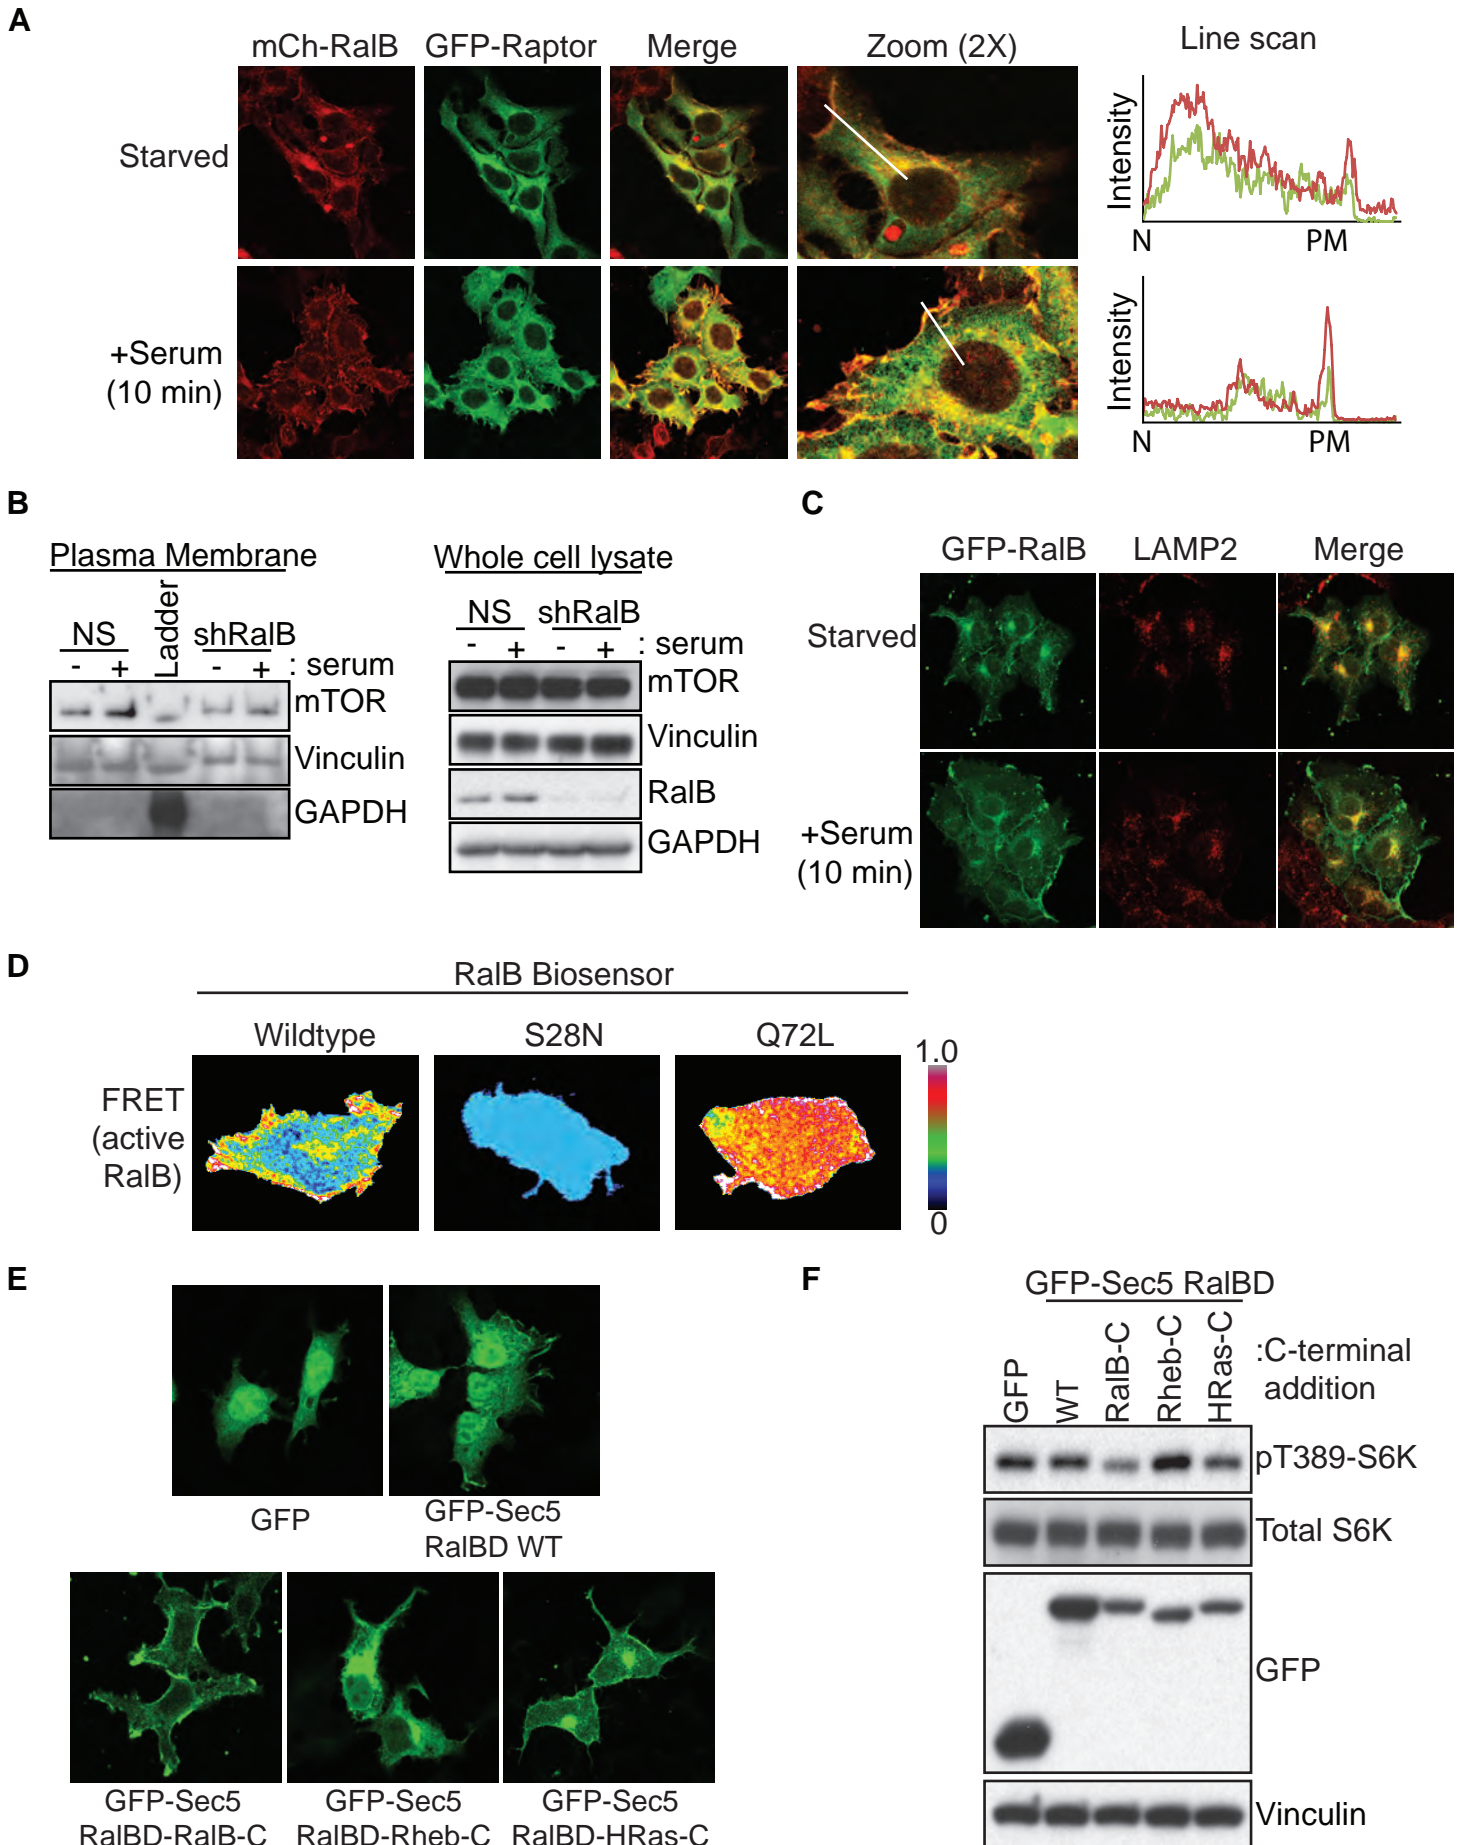 A
mCh-RalB GFP-Raptor Merge Zoom (2X) Line scan
Starved
Intensity
N PM
+Serum
(10 min)
Intensity
N PM
B
Plasma Membrane
NS Ladder shRalB
- + - + : serum
mTOR
Vinculin
GAPDH
Whole cell lysate
NS shRalB
- + - + : serum
mTOR
Vinculin
RalB
GAPDH
C
GFP-RalB LAMP2 Merge
Starved
+Serum
(10 min)
D
RalB Biosensor
Wildtype S28N Q72L
FRET
(active
RalB)
1.0
0
E
GFP
GFP-Sec5
RalBD WT
GFP-Sec5
RalBD-RalB-C
GFP-Sec5
RalBD-Rheb-C
GFP-Sec5
RalBD-HRas-C
F
GFP-Sec5 RalBD
GFP WT RalB-C Rheb-C HRas-C
:C-terminal
addition
pT389-S6K
Total S6K
GFP
Vinculin